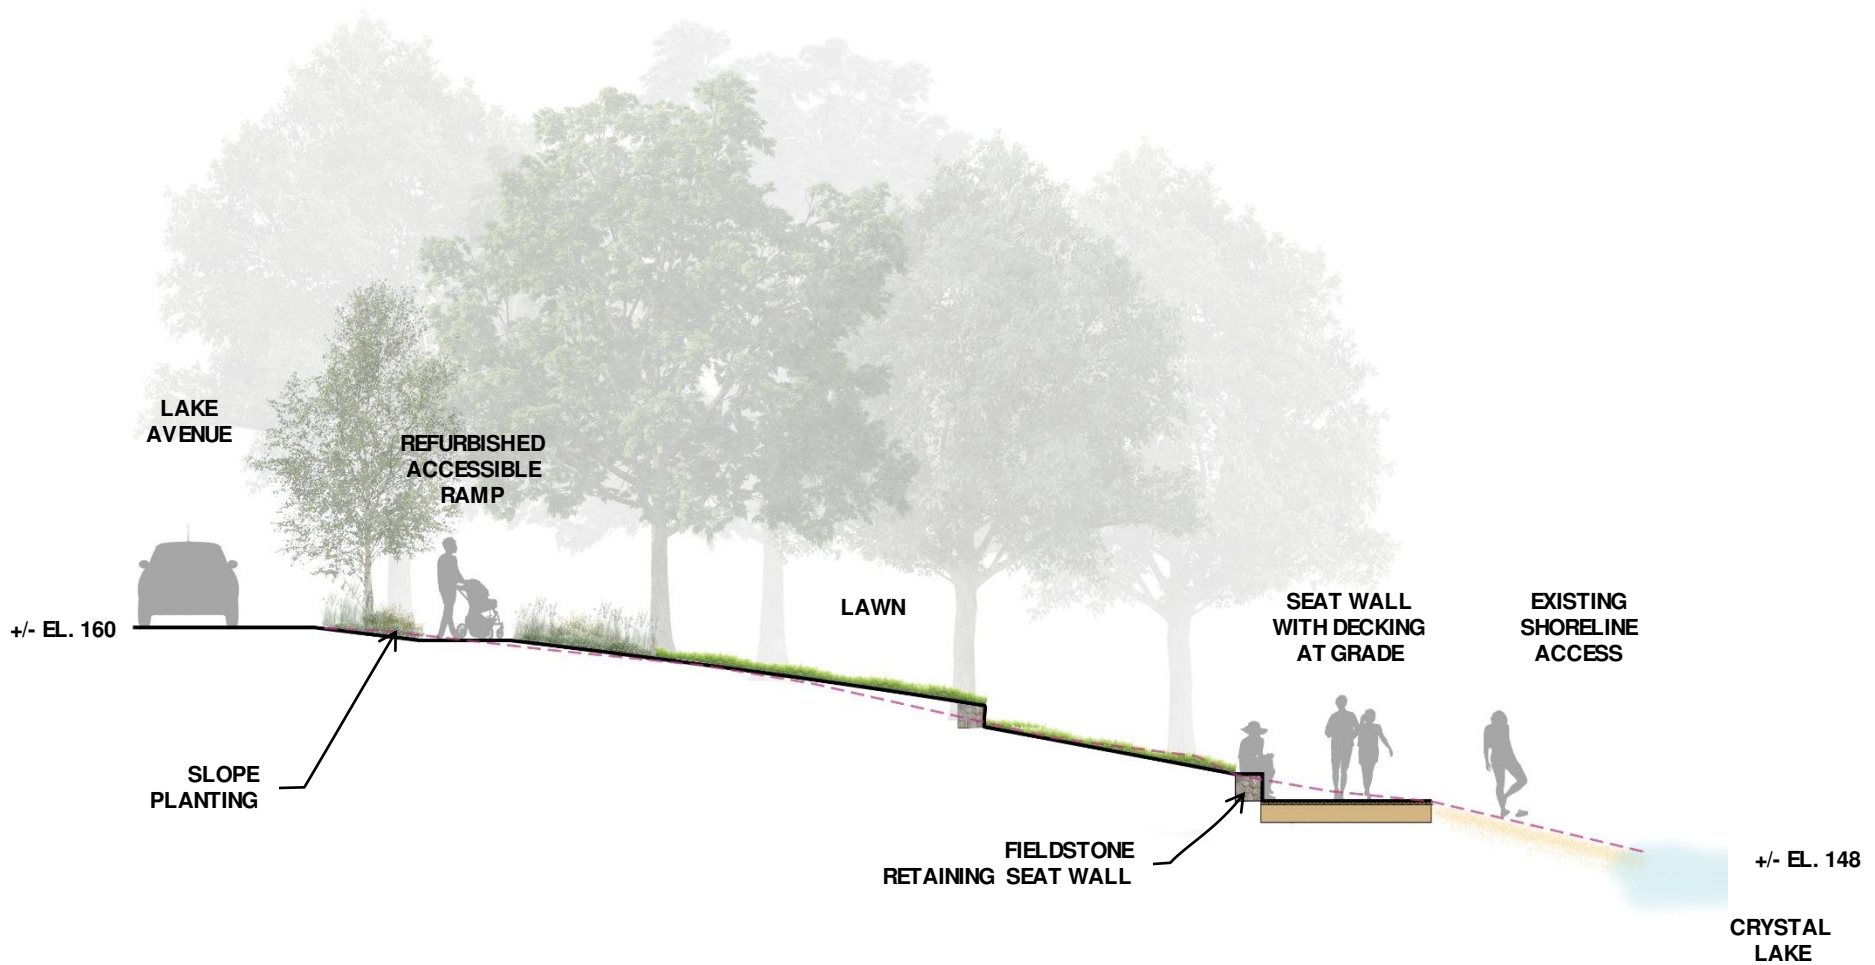 LAKE
AVENUE
REFURBISHED
ACCESSIBLE
RAMP
LAWN
SEAT WALL
WITH DECKING
AT GRADE
EXISTING
SHORELINE
ACCESS
+/- EL. 160
SLOPE
PLANTING
FIELDSTONE
RETAINING SEAT WALL
+/- EL. 148
CRYSTAL
LAKE